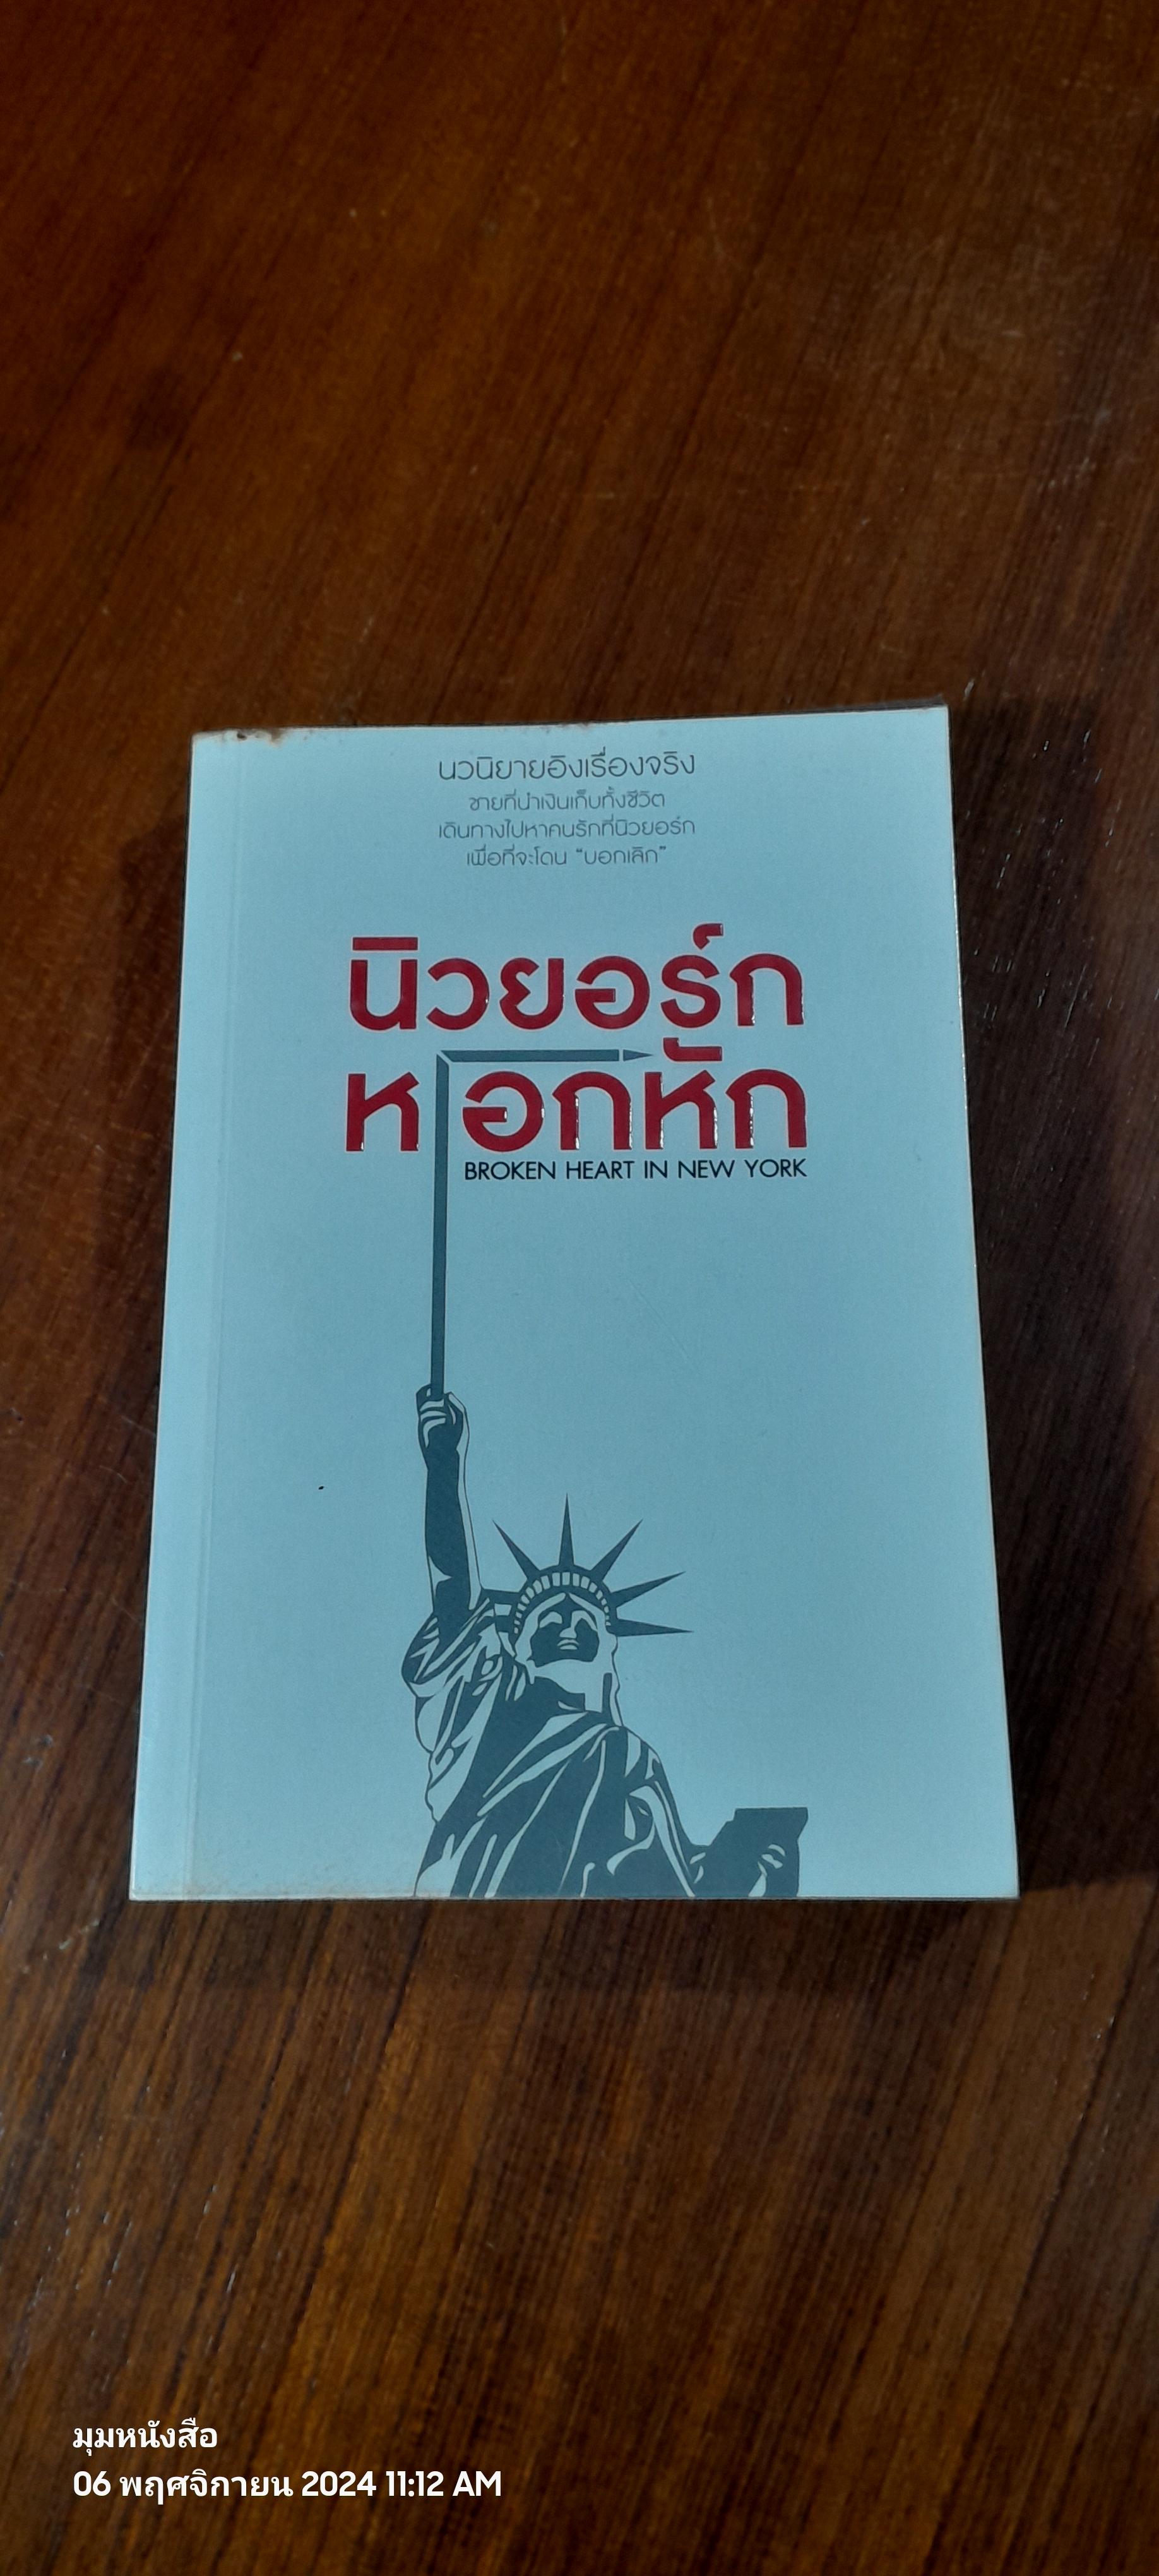 นวนิยายอิงเรื่องจริง
ชายที่นำเงินเก็บทั้งชีวิต
เดินทางไปหาคนรักที่นิวยอร์ก
เพื่อที่จะโดน “บอกเลิก”
นิวยอร์ก
หอกหัก
BROKEN HEART IN NEW YORK
มุมหนังสือ
06 พฤศจิกายน 2024 11:12 AM